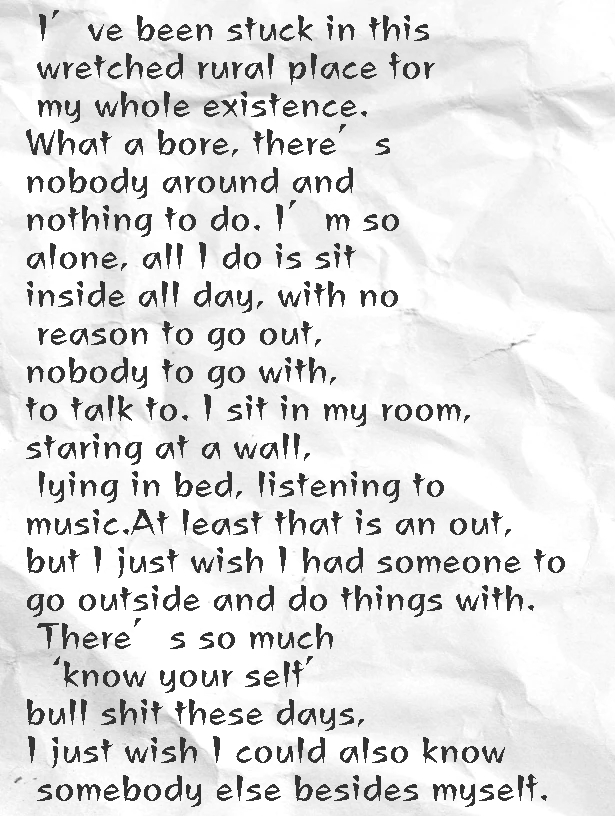 I' ve been stuck in this
wretched rural place for
my whole existence.
What a bore, there' s
nobody around and
nothing to do. I' m so
alone, all I do is sit
inside all day, with no
reason to go out,
nobody to go with,
to talk to. I sit in my room,
staring at a wall,
lying in bed, listening to
music.At least that is an out,
but I just wish I had someone to
go outside and do things with.
There' s so much
‘know your self’
bull shit these days,
I just wish I could also know
somebody else besides myself.